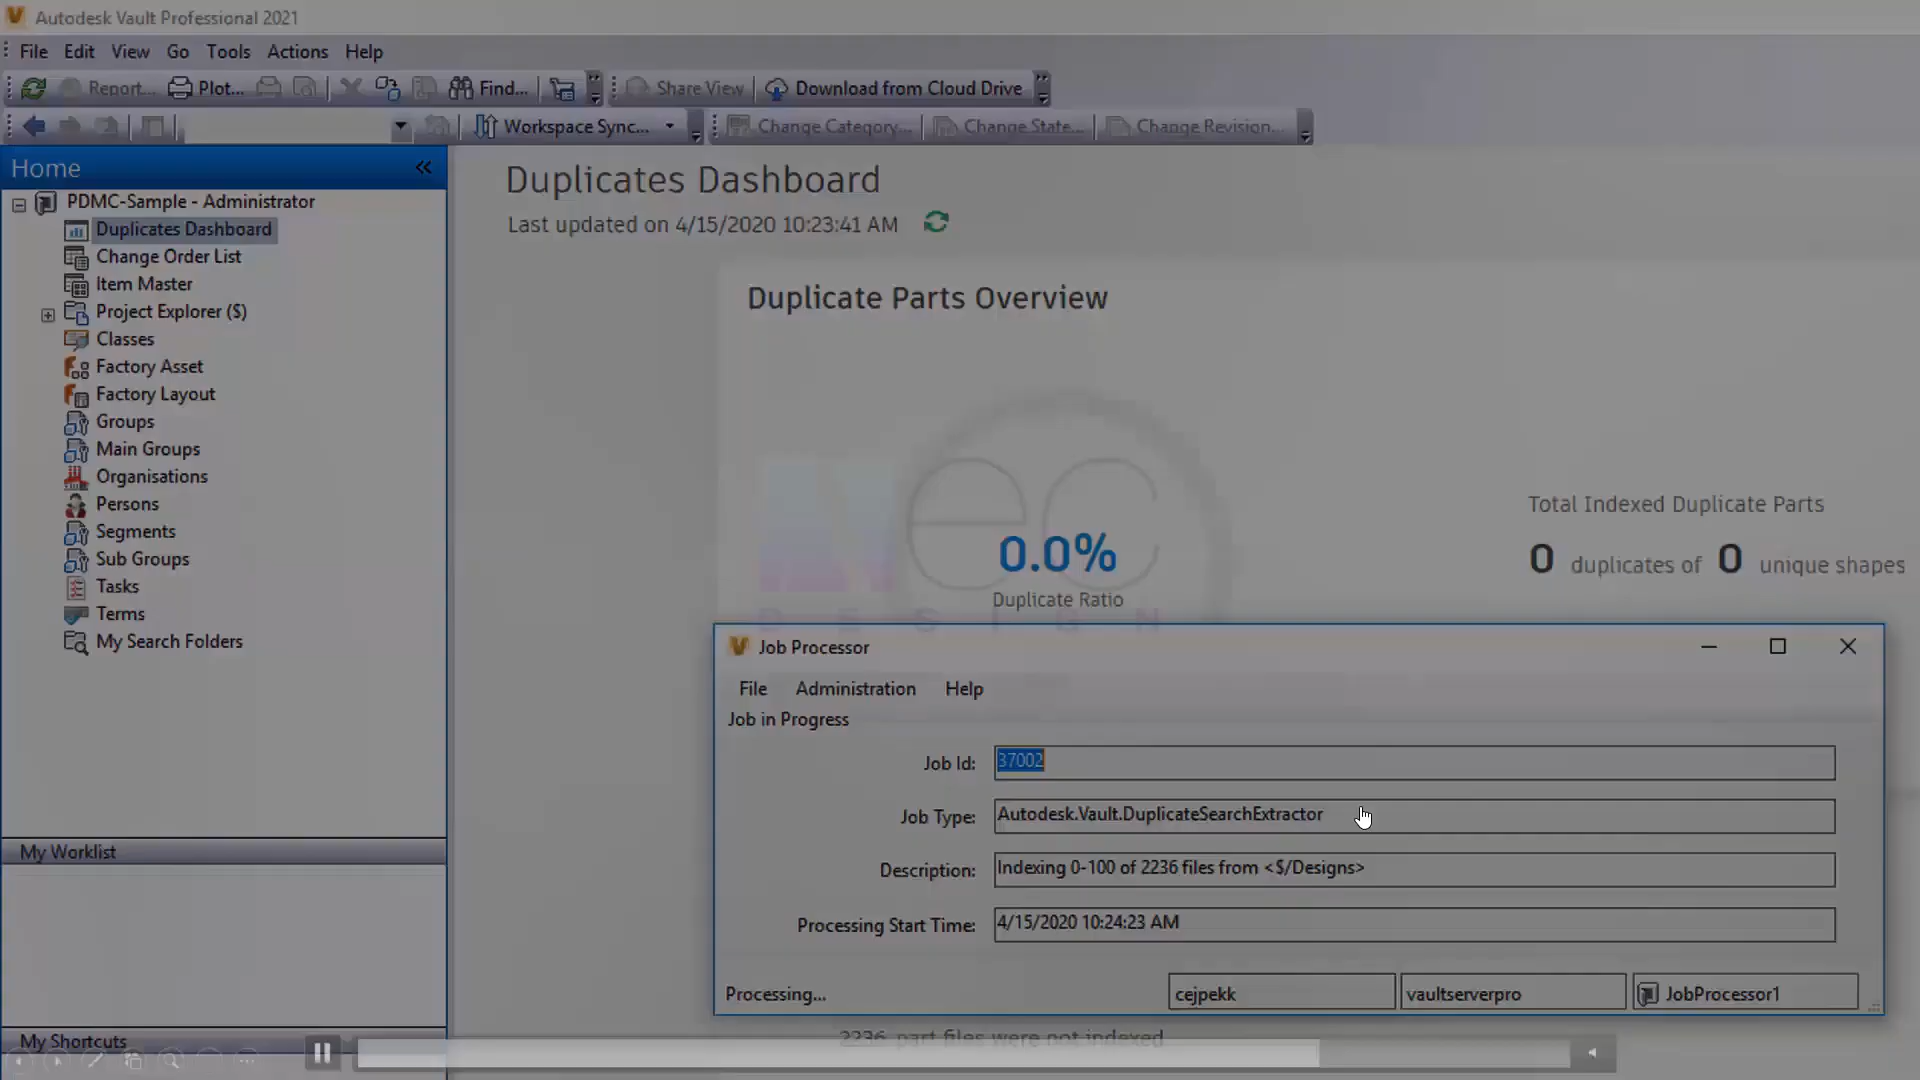 Autodesk Vault Professional 2021
File Edit View Go Tools Actions Help
Report... Plot... Find... Share View Download from Cloud Drive
Workspace Sync... Change Category... Change State... Change Revision...
Home
PDMC-Sample - Administrator
Duplicates Dashboard
Change Order List
Item Master
Project Explorer ($)
Classes
Factory Asset
Factory Layout
Groups
Main Groups
Organisations
Persons
Segments
Sub Groups
Tasks
Terms
My Search Folders
My Worklist
My Shortcuts
Duplicates Dashboard
Last updated on 4/15/2020 10:23:41 AM
Duplicate Parts Overview
ec
DESIGN
0.0%
Duplicate Ratio
Total Indexed Duplicate Parts
0 duplicates of 0 unique shapes
Job Processor
File Administration Help
Job in Progress
Job Id: 37002
Job Type: Autodesk.Vault.DuplicateSearchExtractor
Description: Indexing 0-100 of 2236 files from <$/Designs>
Processing Start Time: 4/15/2020 10:24:23 AM
Processing... cejpekk vaultserverpro JobProcessor1
2236 part files were not indexed